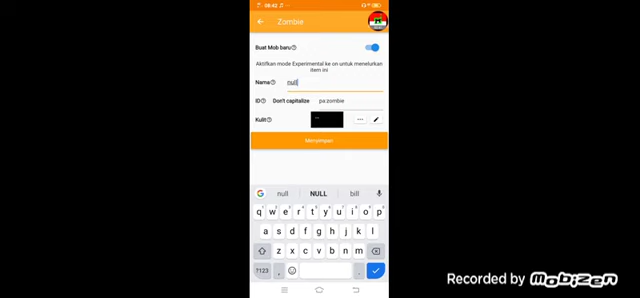 08:42
Zombie
Buat Mob baru
Aktifkan mode Experimental ke on untuk menelurkan
item ini
Nama null
ID Don't capitalize pa:zombie
Kulit
Menyimpan
null NULL bill
q w e r t y u i o p
a s d f g h j k l
z x c v b n m
?123 , .
Recorded by Mobizen